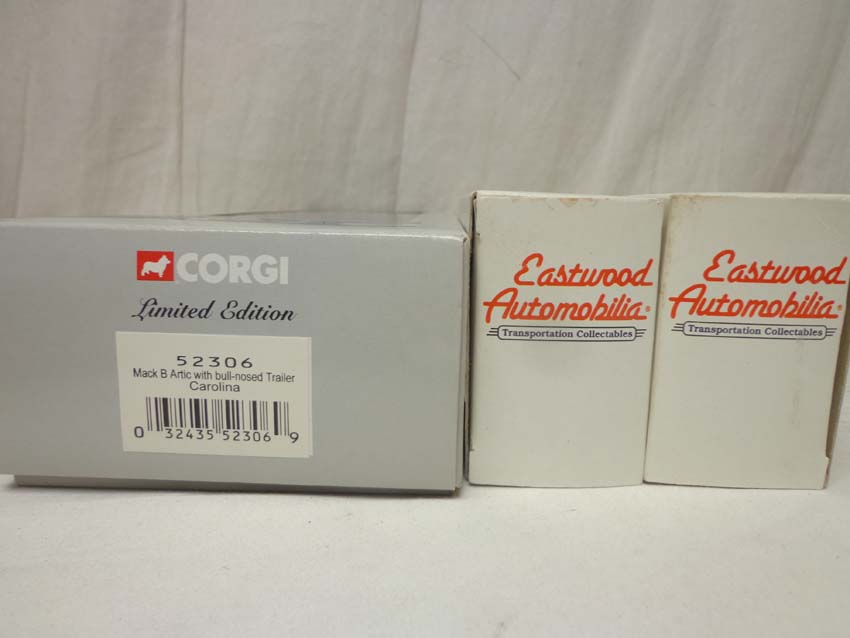 CORGI
Limited Edition
52306
Mack B Artic with bull-nosed Trailer
Carolina
0 32435 52306 9
Eastwood
Automobilia®
Transportation Collectables
Eastwood
Automobilia®
Transportation Collectables